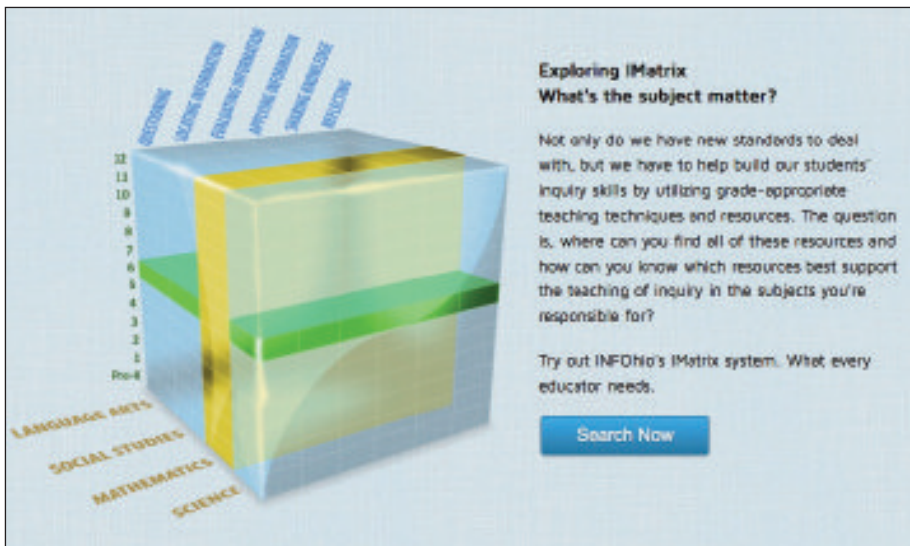 QUESTIONING
LOCATING INFORMATION
EVALUATING INFORMATION
APPLYING INFORMATION
SHARING KNOWLEDGE
REFLECTING
12
11
10
9
8
7
6
5
4
3
2
1
Pre-K
LANGUAGE ARTS
SOCIAL STUDIES
MATHEMATICS
SCIENCE
Exploring IMatrix
What's the subject matter?
Not only do we have new standards to deal
with, but we have to help build our students'
inquiry skills by utilizing grade-appropriate
teaching techniques and resources. The question
is, where can you find all of these resources and
how can you know which resources best support
the teaching of inquiry in the subjects you're
responsible for?
Try out INFOhio's IMatrix system. What every
educator needs.
Search Now